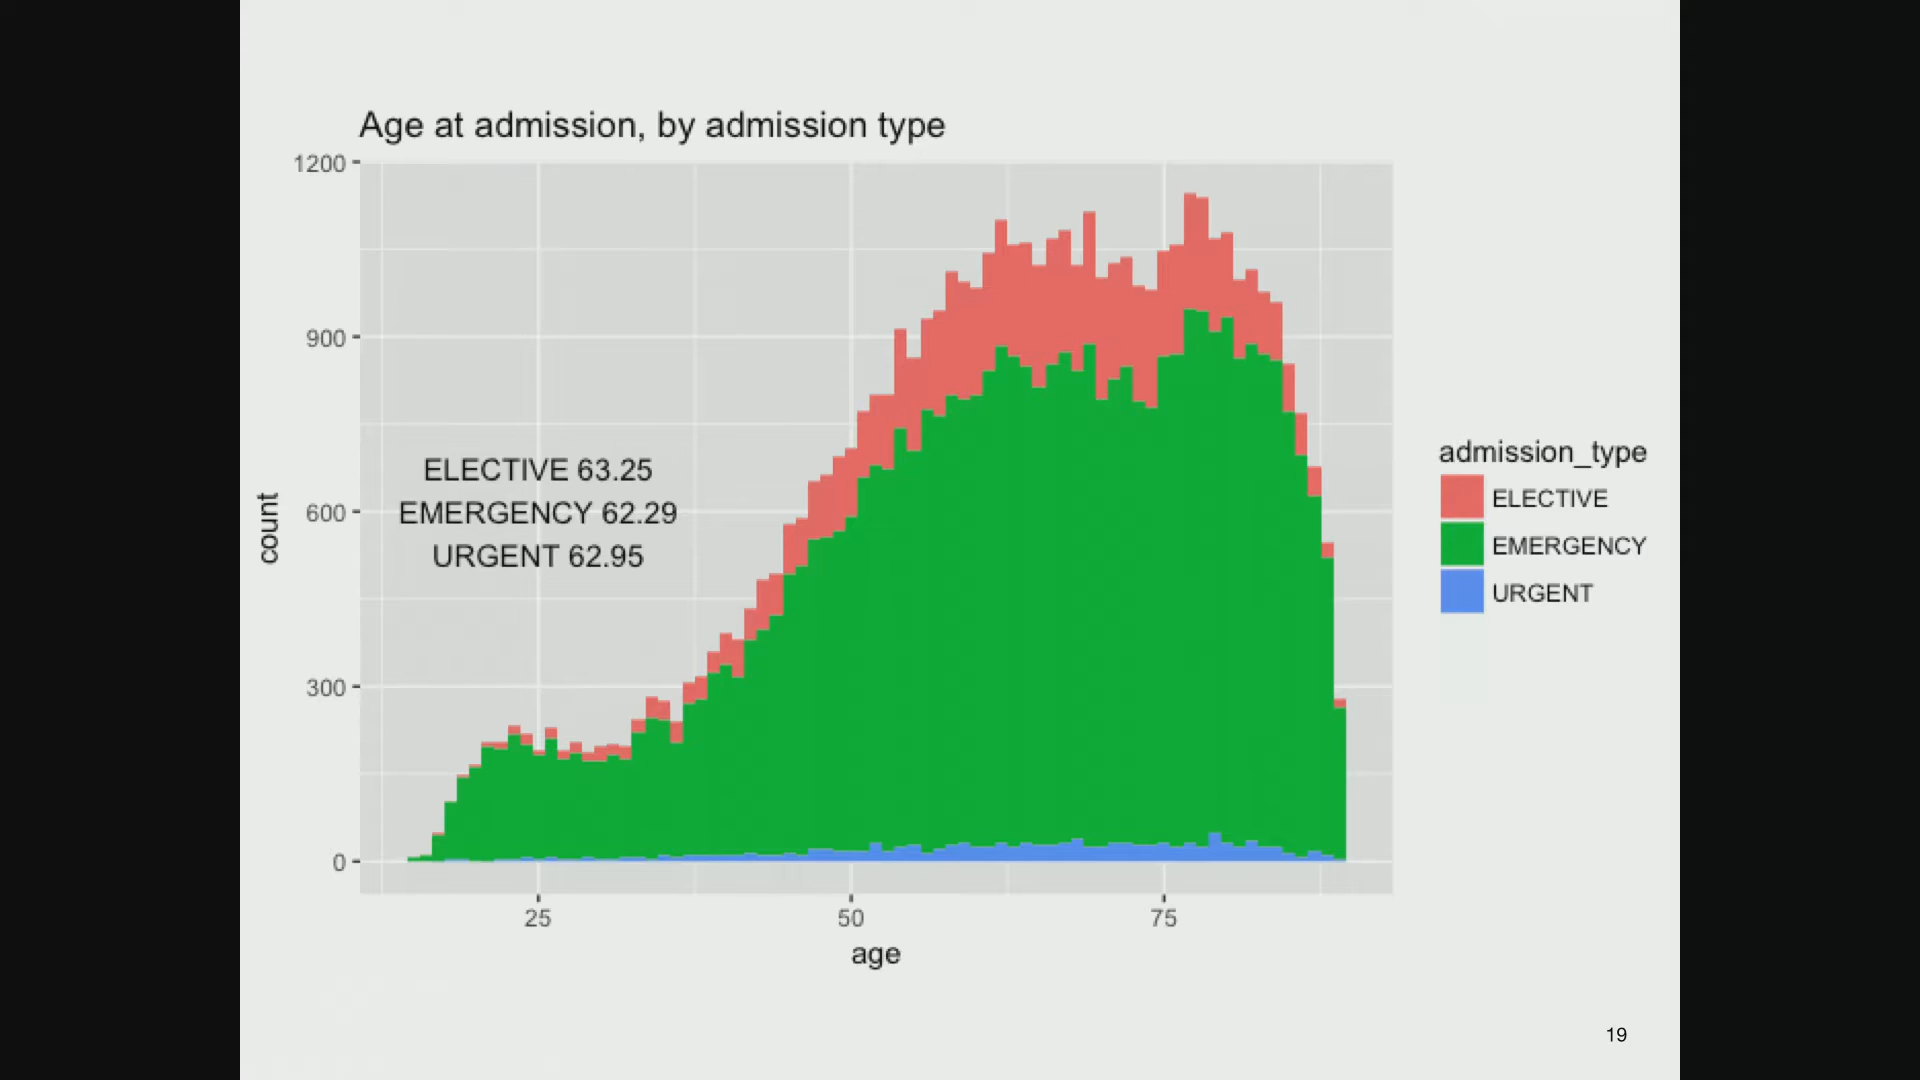 Age at admission, by admission type
1200
900
600
300
0
count
ELECTIVE 63.25
EMERGENCY 62.29
URGENT 62.95
25 50 75
age
admission_type
ELECTIVE
EMERGENCY
URGENT
19